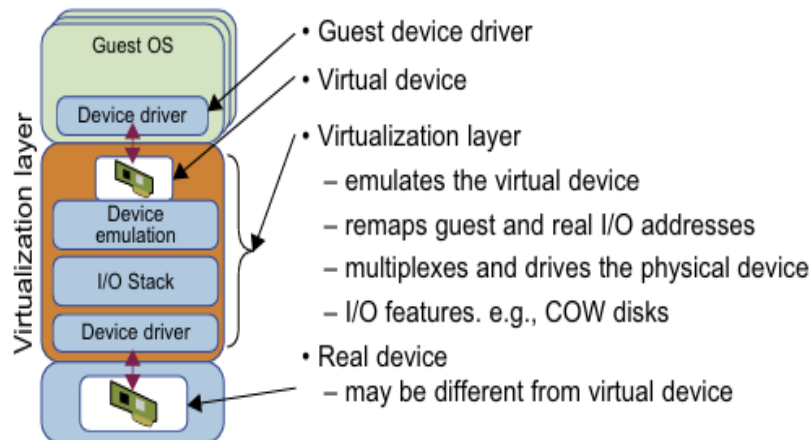 Guest OS
Device driver
Virtualization layer
Device
emulation
I/O Stack
Device driver
• Guest device driver
• Virtual device
• Virtualization layer
– emulates the virtual device
– remaps guest and real I/O addresses
– multiplexes and drives the physical device
– I/O features. e.g., COW disks
• Real device
– may be different from virtual device